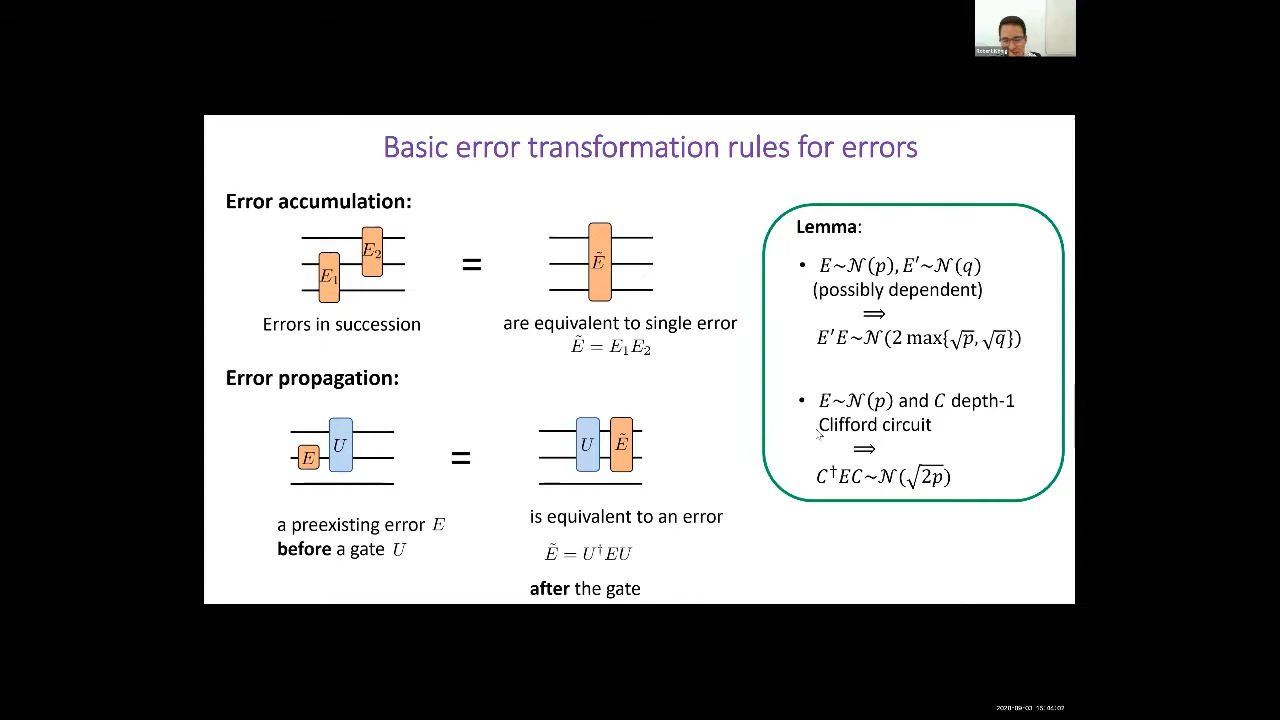 Robert König
Basic error transformation rules for errors
Error accumulation:
E₁
E₂
=
Ẽ
Errors in succession
are equivalent to single error
Ẽ = E₁E₂
Error propagation:
E
U
=
U
Ẽ
a preexisting error E
before a gate U
is equivalent to an error
Ẽ = U†EU
after the gate
Lemma:
• E~𝒩(p), E′~𝒩(q)
(possibly dependent)
⟹
E′E~𝒩(2 max{√p, √q})
• E~𝒩(p) and C depth-1
Clifford circuit
⟹
C†EC~𝒩(√2p)